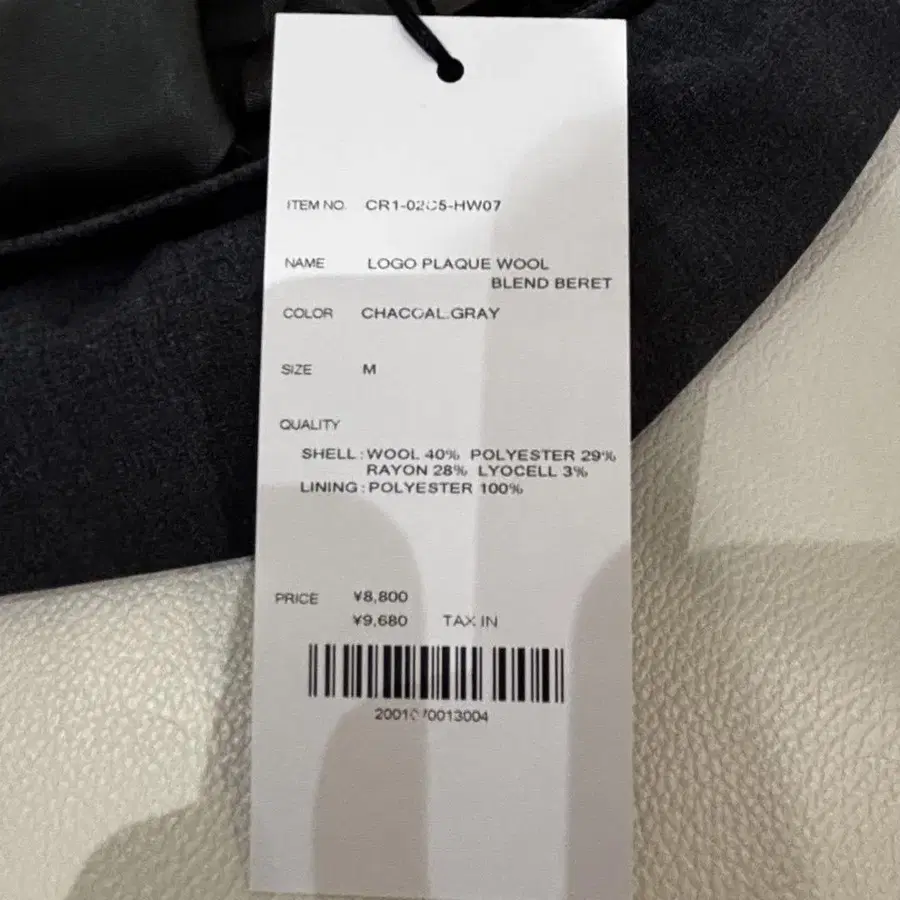 ITEM NO. CR1-02C5-HW07
NAME LOGO PLAQUE WOOL
BLEND BERET
COLOR CHACOAL.GRAY
SIZE M
QUALITY
SHELL : WOOL 40% POLYESTER 29%
RAYON 28% LYOCELL 3%
LINING : POLYESTER 100%
PRICE ¥8,800
¥9,680 TAX IN